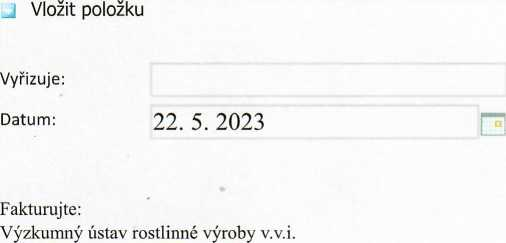 Vložit položku
Vyřizuje:
Datum: 22. 5. 2023
Fakturujte:
Výzkumný ústav rostlinné výroby v.v.i.